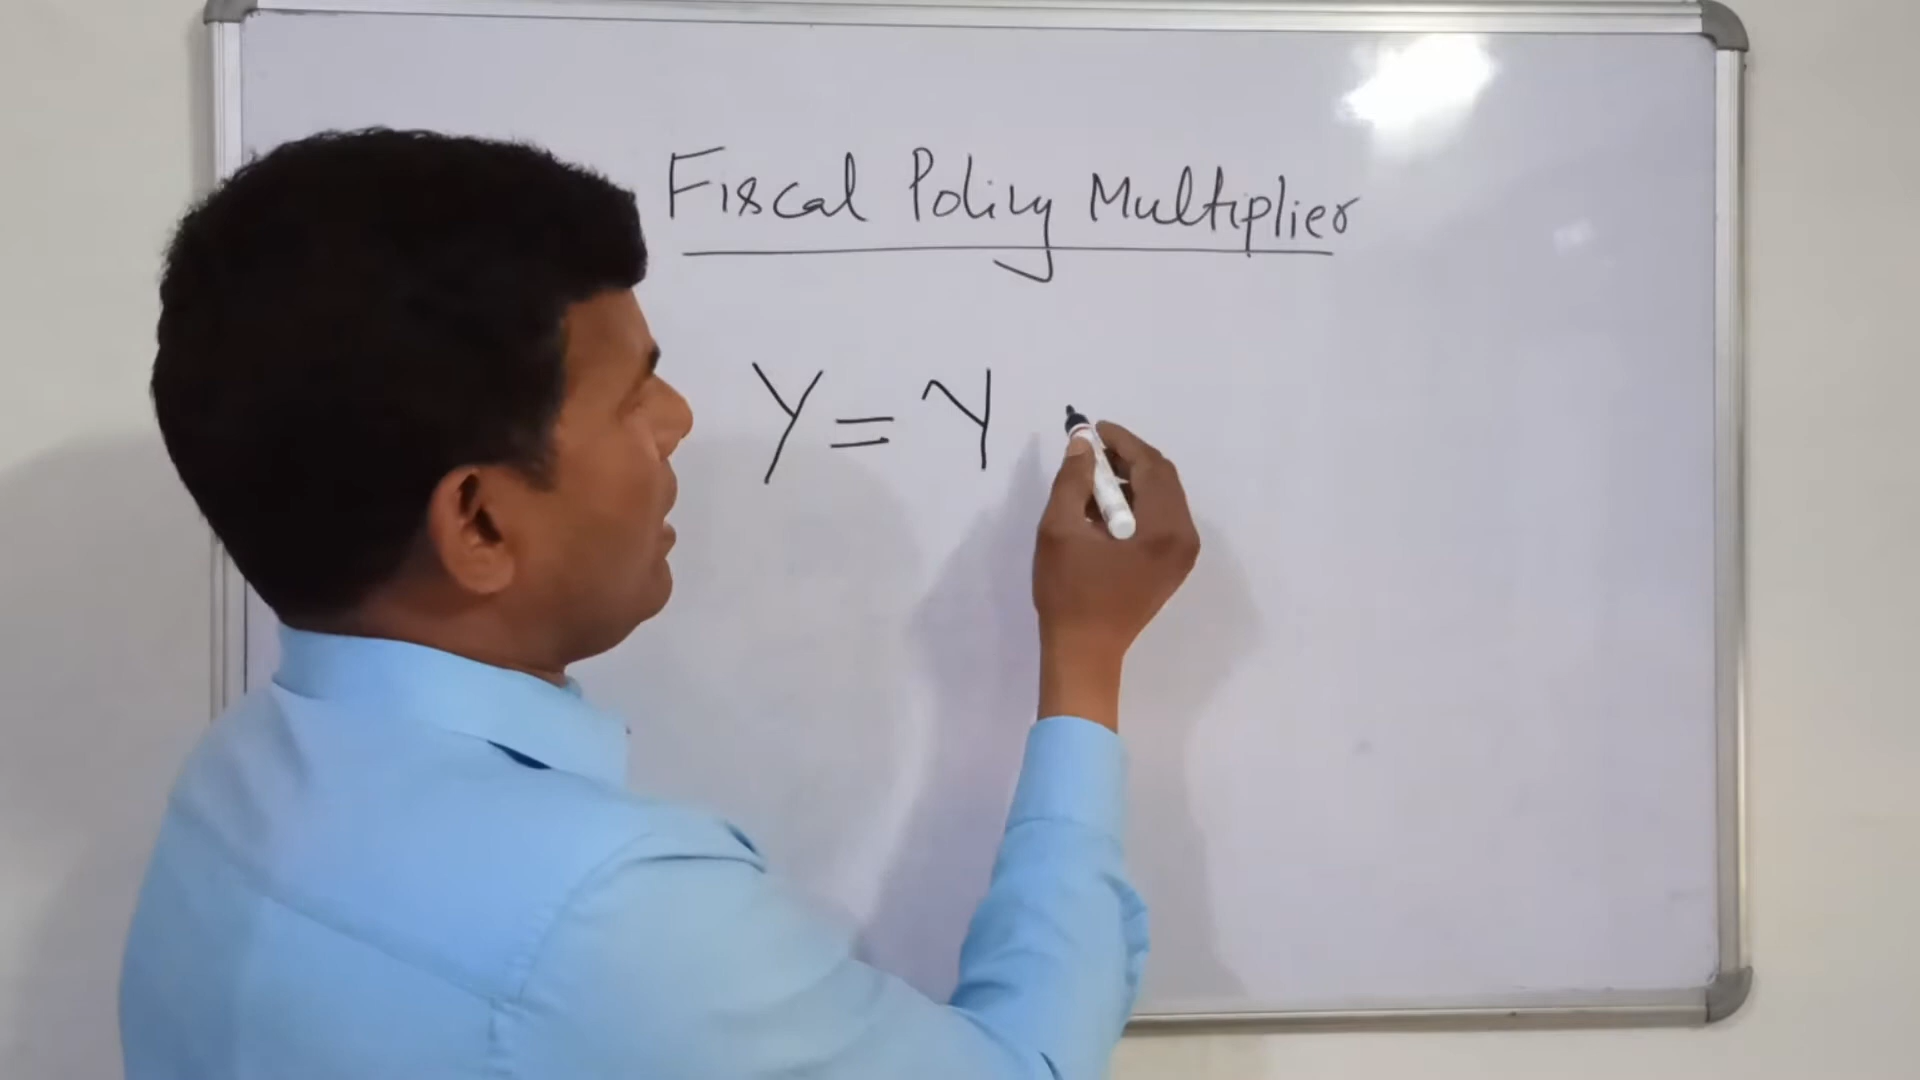 Fiscal Policy Multiplier
Y = γ